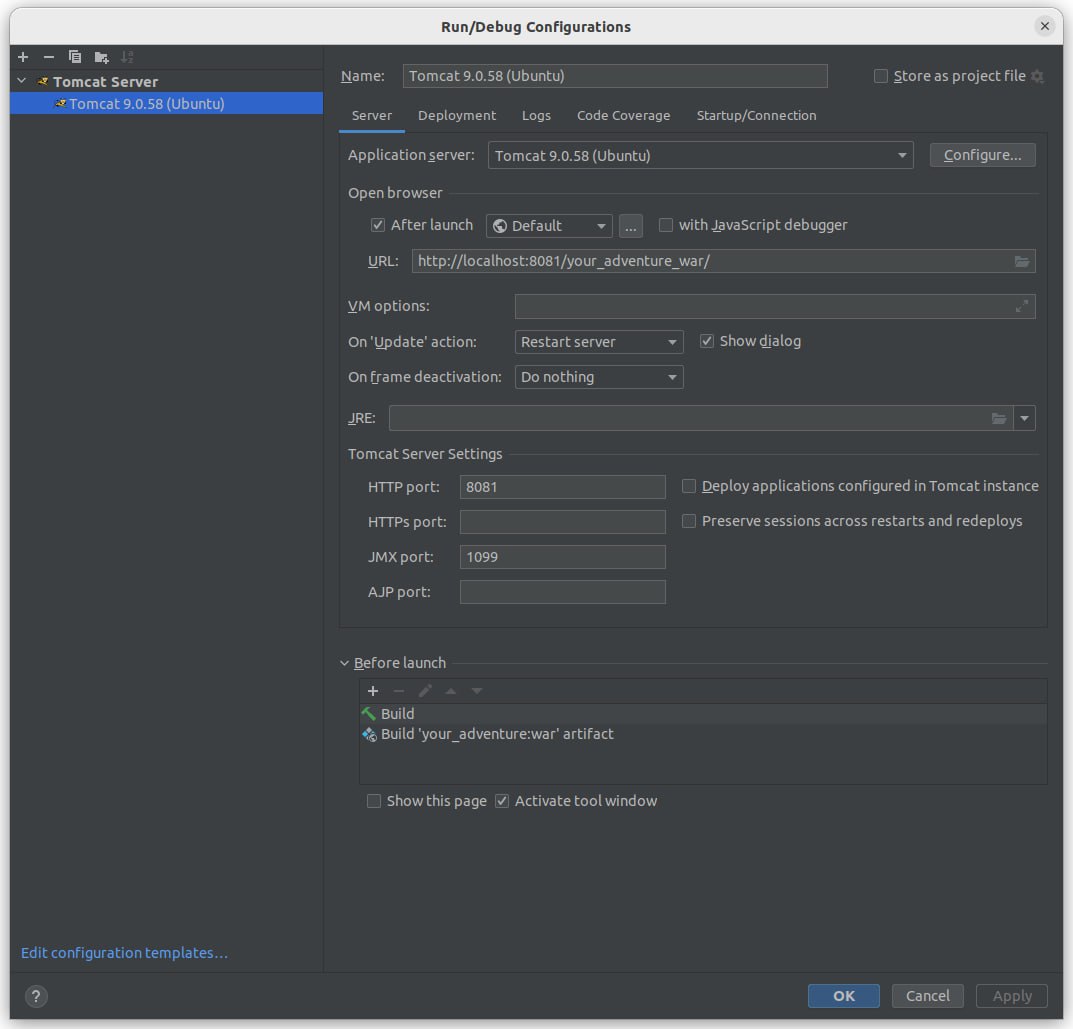 Run/Debug Configurations
Tomcat Server
Tomcat 9.0.58 (Ubuntu)
Name: Tomcat 9.0.58 (Ubuntu) Store as project file
Server Deployment Logs Code Coverage Startup/Connection
Application server: Tomcat 9.0.58 (Ubuntu) Configure...
Open browser
After launch Default ... with JavaScript debugger
URL: http://localhost:8081/your_adventure_war/
VM options:
On 'Update' action: Restart server Show dialog
On frame deactivation: Do nothing
JRE:
Tomcat Server Settings
HTTP port: 8081 Deploy applications configured in Tomcat instance
HTTPs port: Preserve sessions across restarts and redeploys
JMX port: 1099
AJP port:
Before launch
Build
Build 'your_adventure:war' artifact
Show this page Activate tool window
Edit configuration templates...
? OK Cancel Apply